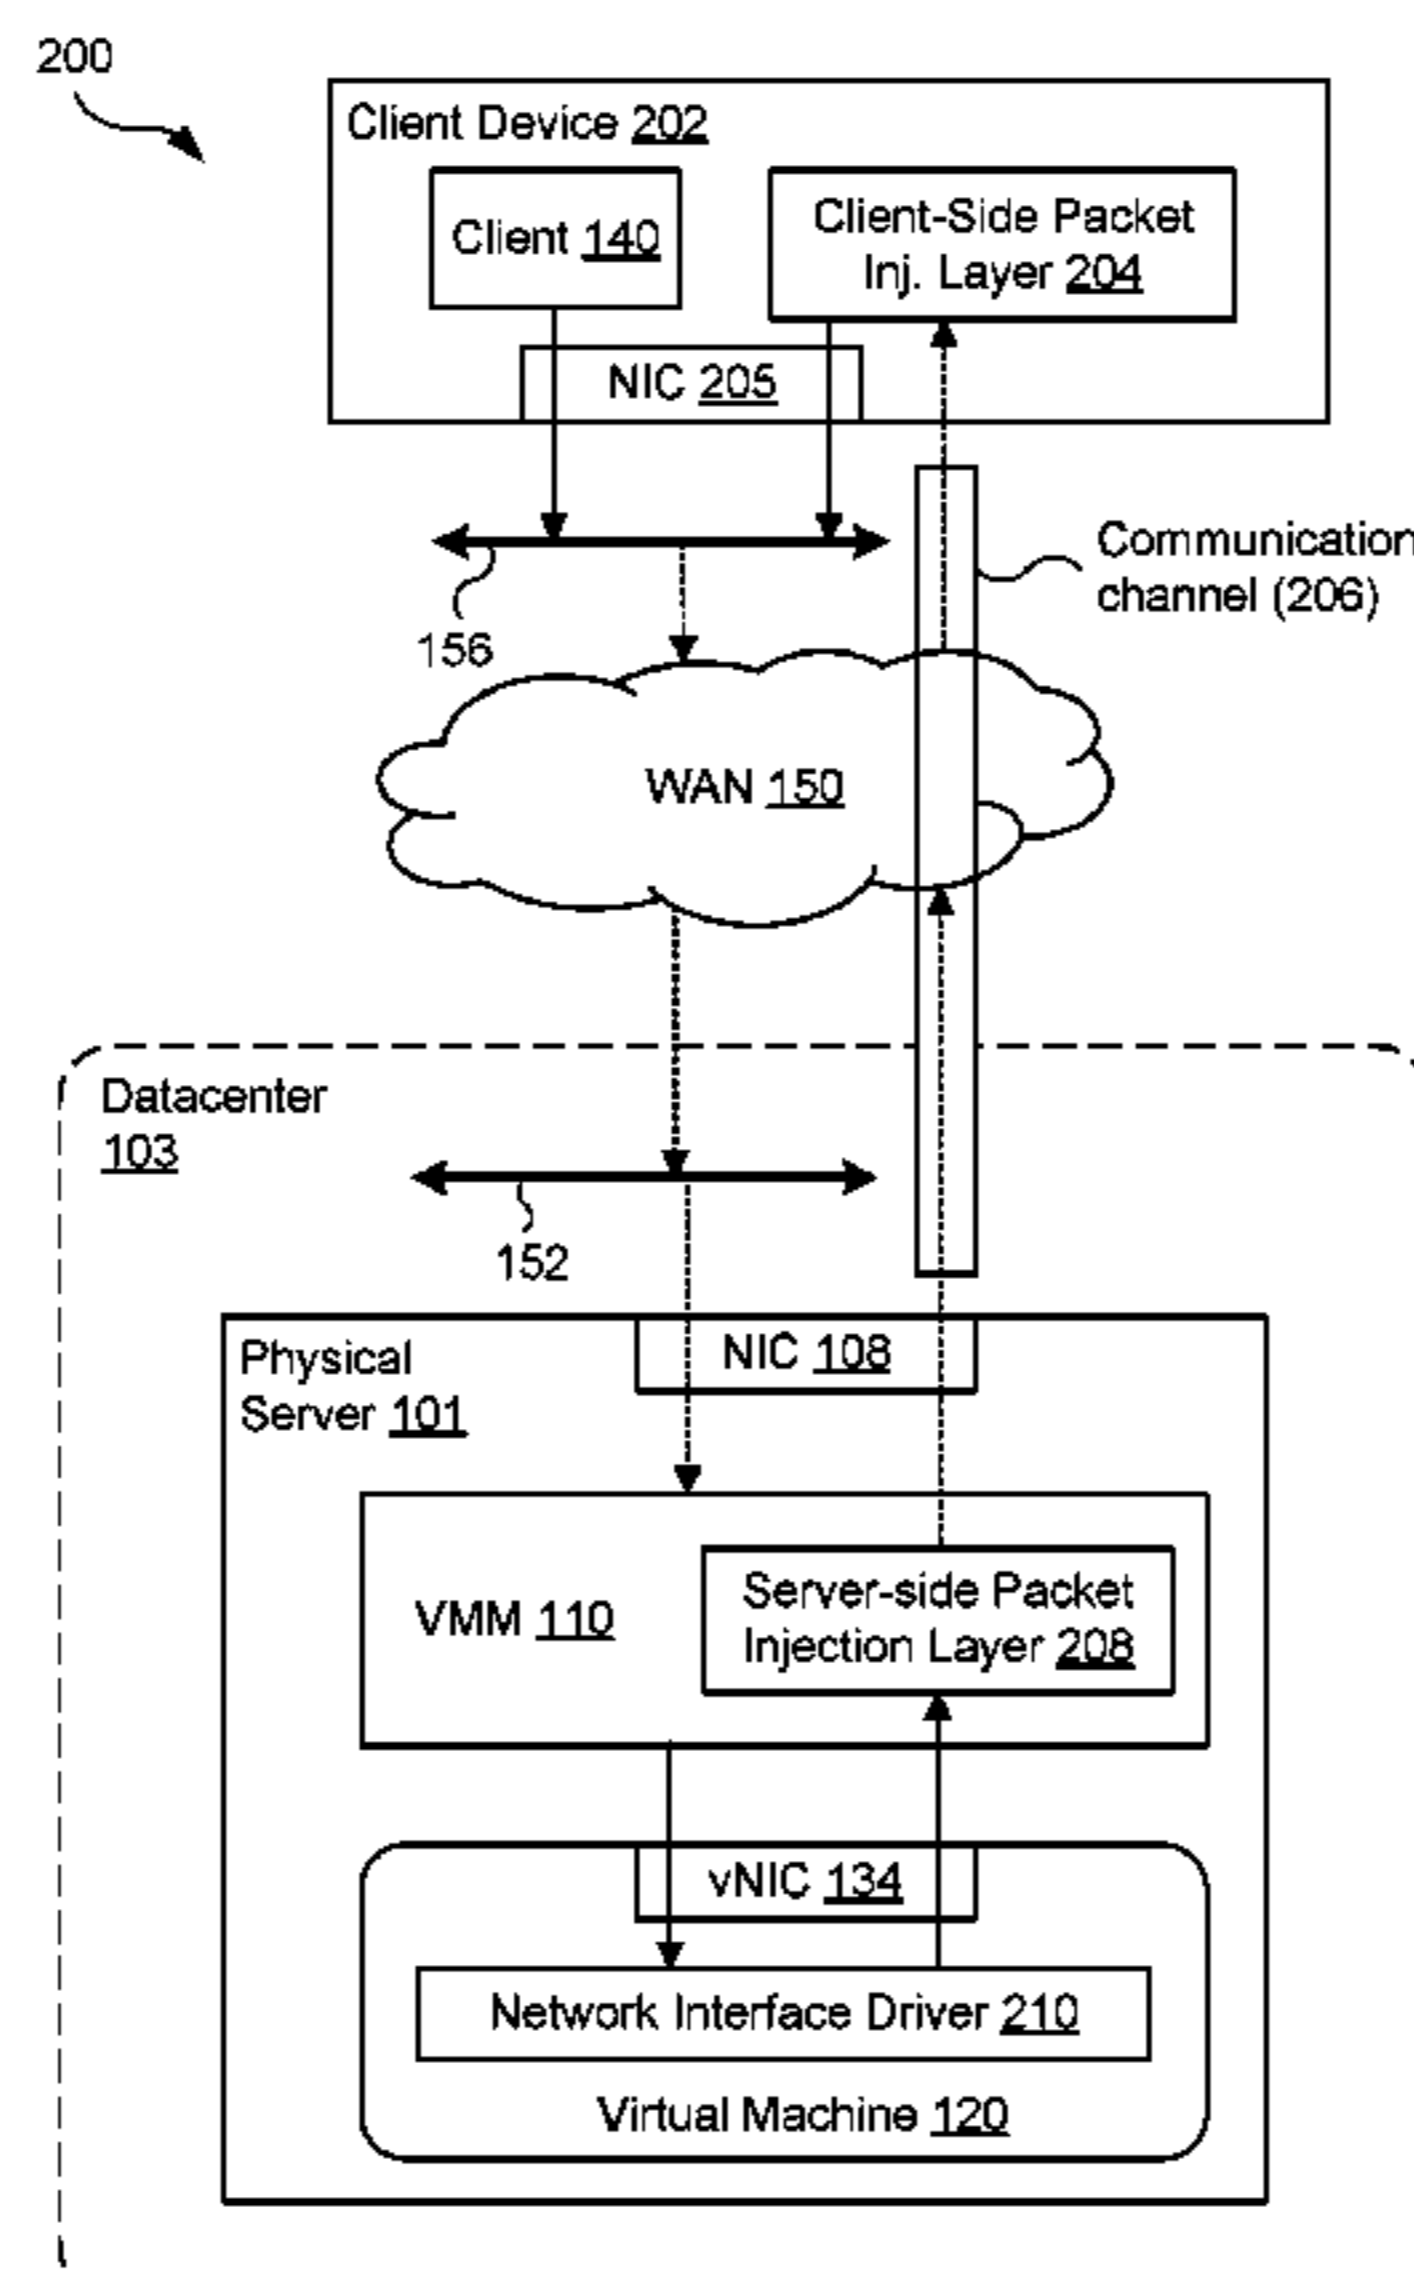 200
Client Device 202
Client 140
Client-Side Packet
Inj. Layer 204
NIC 205
Communication
channel (206)
156
WAN 150
Datacenter
103
152
Physical
Server 101
NIC 108
VMM 110
Server-side Packet
Injection Layer 208
vNIC 134
Network Interface Driver 210
Virtual Machine 120